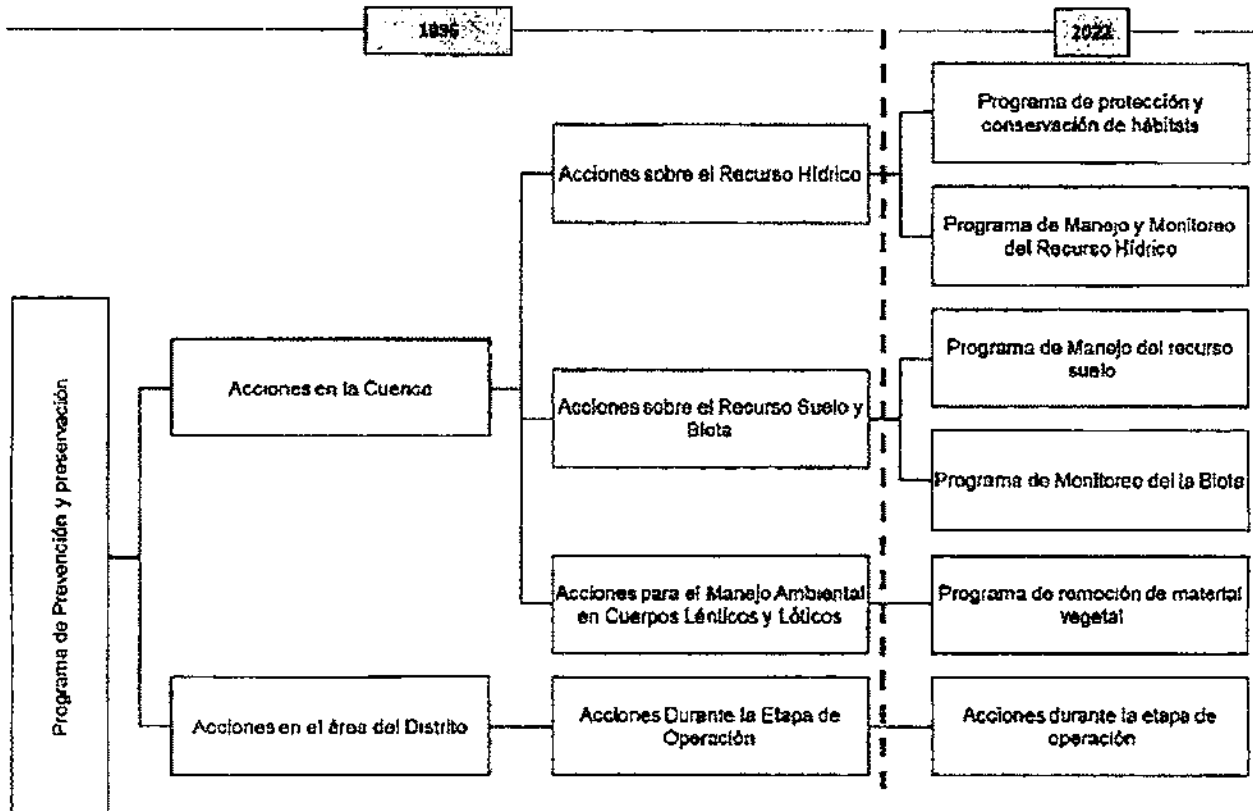 1996
2022
Programa de protección y
conservación de hábitats
Acciones sobre el Recurso Hídrico
Programa de Manejo y Monitoreo
del Recurso Hídrico
Programa de Prevención y preservación
Acciones en la Cuenca
Programa de Manejo del recurso
suelo
Acciones sobre el Recurso Suelo y
Biota
Programa de Monitoreo del la Biota
Acciones para el Manejo Ambiental
en Cuerpos Lénticos y Lóticos
Programa de remoción de material
vegetal
Acciones en el área del Distrito
Acciones Durante la Etapa de
Operación
Acciones durante la etapa de
operación